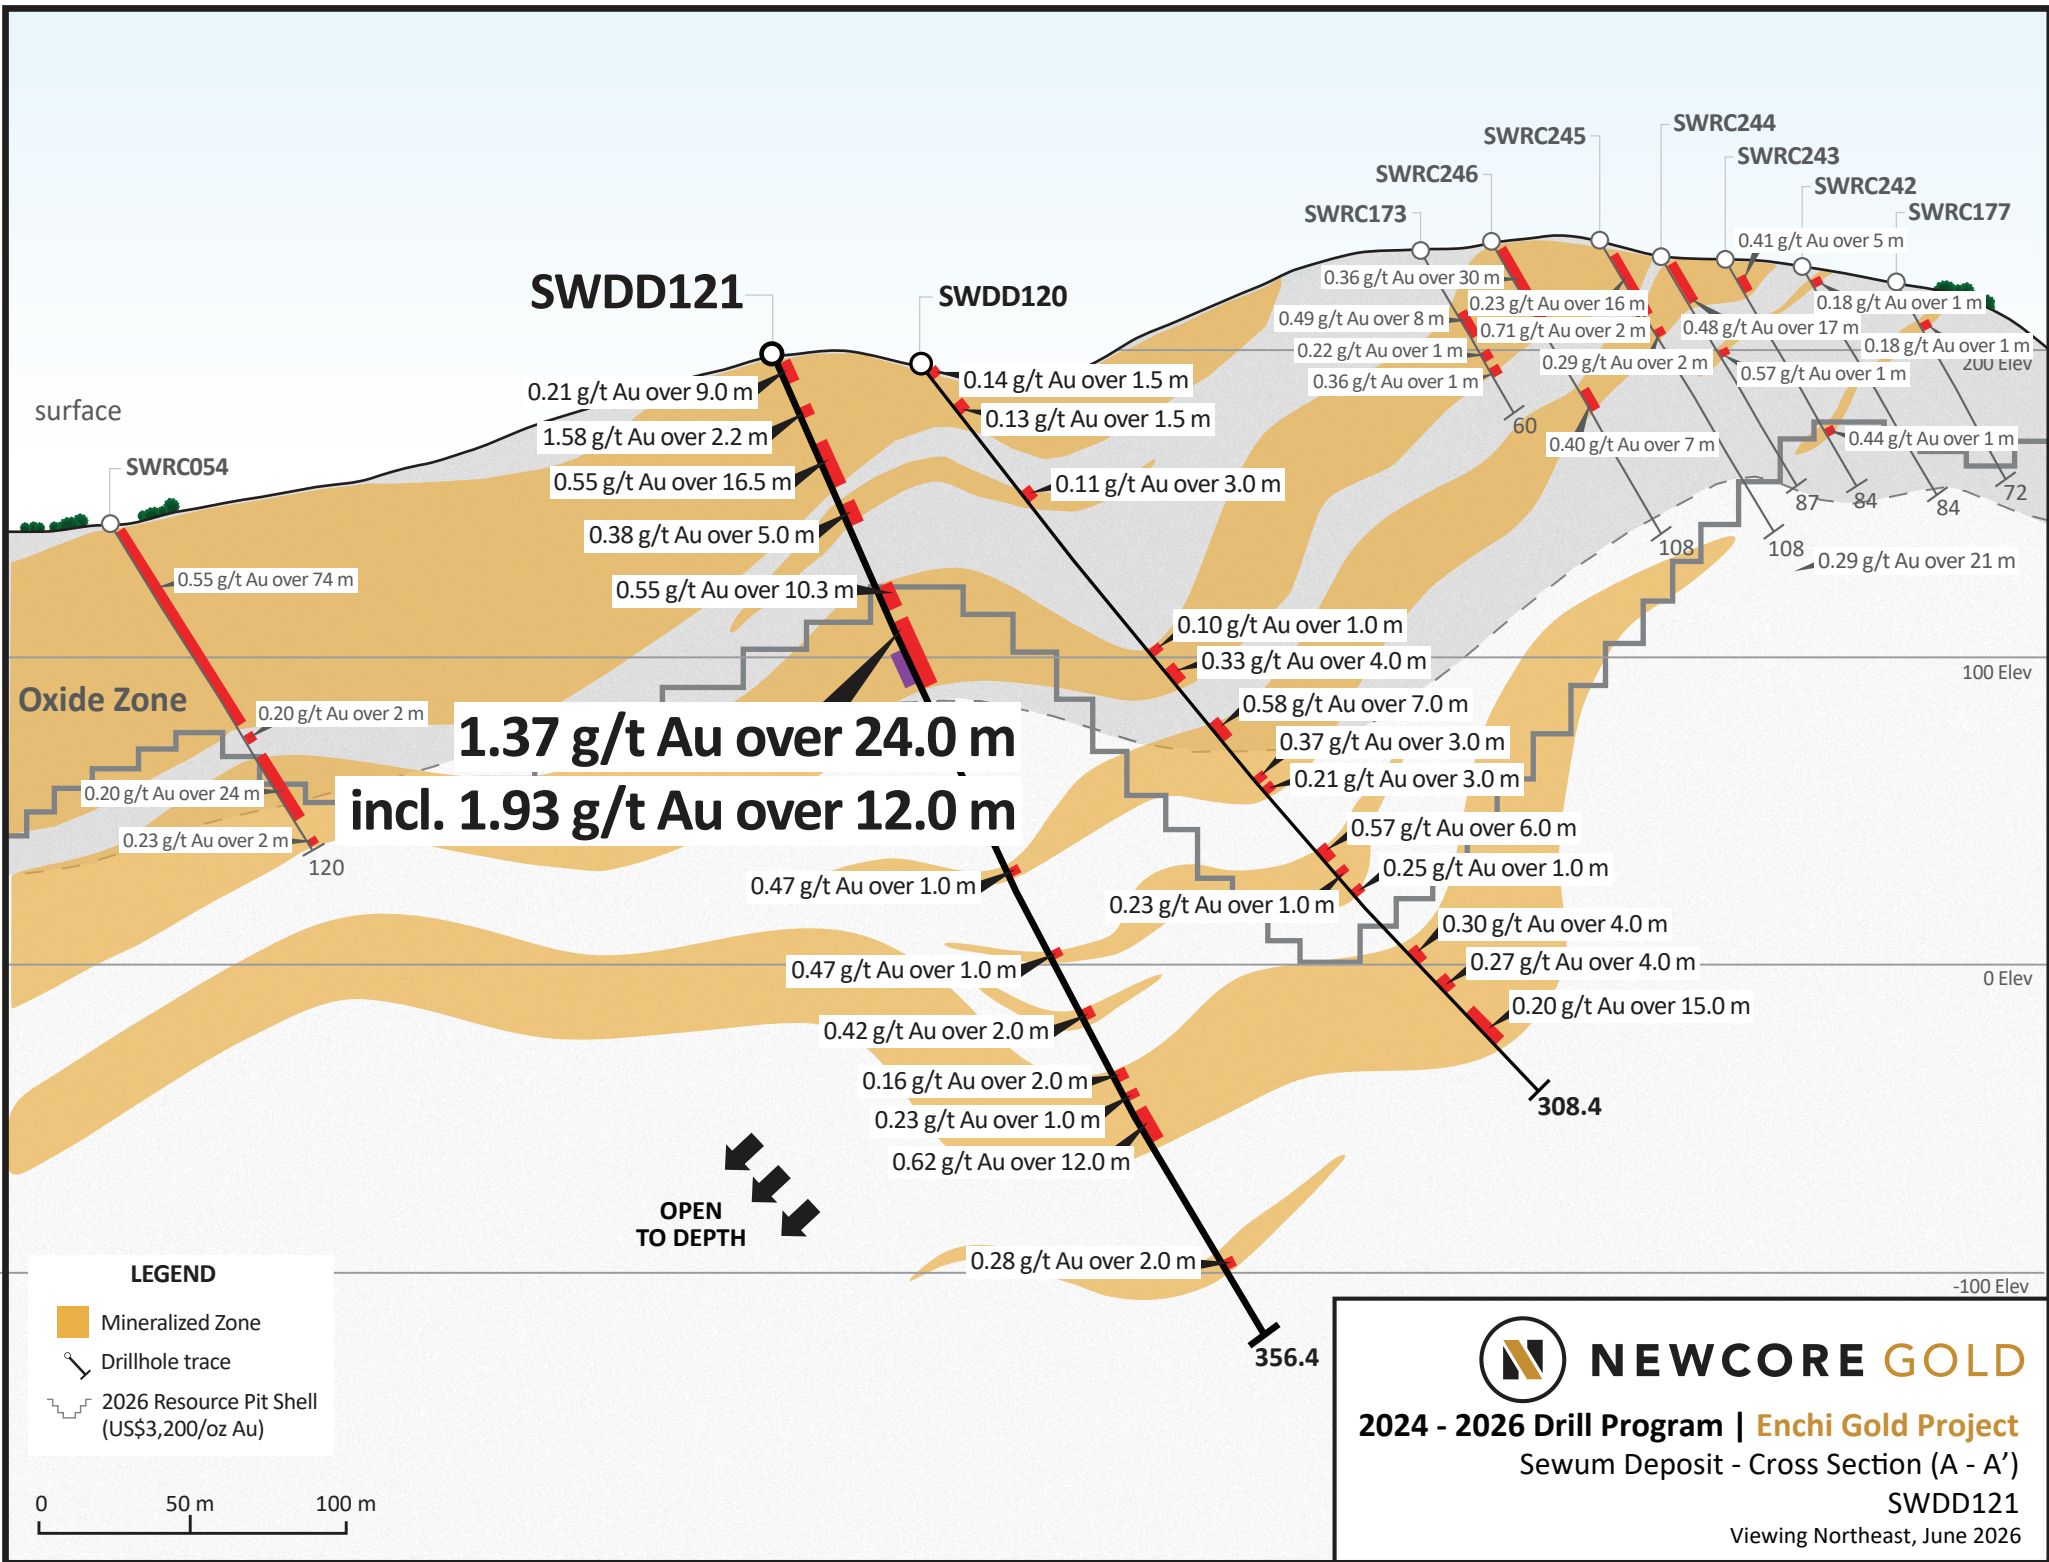 SWRC244
SWRC245
SWRC243
SWRC246
SWRC242
SWRC173
SWRC177
0.41 g/t Au over 5 m
0.36 g/t Au over 30 m
0.23 g/t Au over 16 m
0.18 g/t Au over 1 m
0.49 g/t Au over 8 m
0.71 g/t Au over 2 m
0.48 g/t Au over 17 m
0.18 g/t Au over 1 m
0.22 g/t Au over 1 m
0.29 g/t Au over 2 m
200 Elev
0.36 g/t Au over 1 m
0.57 g/t Au over 1 m
60
0.40 g/t Au over 7 m
0.44 g/t Au over 1 m
108
108
87
84
84
72
0.29 g/t Au over 21 m
SWDD121
SWDD120
0.21 g/t Au over 9.0 m
1.58 g/t Au over 2.2 m
0.55 g/t Au over 16.5 m
0.38 g/t Au over 5.0 m
0.55 g/t Au over 10.3 m
1.37 g/t Au over 24.0 m
incl. 1.93 g/t Au over 12.0 m
0.47 g/t Au over 1.0 m
0.47 g/t Au over 1.0 m
0.42 g/t Au over 2.0 m
0.16 g/t Au over 2.0 m
0.23 g/t Au over 1.0 m
0.62 g/t Au over 12.0 m
0.28 g/t Au over 2.0 m
356.4
0.14 g/t Au over 1.5 m
0.13 g/t Au over 1.5 m
0.11 g/t Au over 3.0 m
0.10 g/t Au over 1.0 m
0.33 g/t Au over 4.0 m
0.58 g/t Au over 7.0 m
0.37 g/t Au over 3.0 m
0.21 g/t Au over 3.0 m
0.57 g/t Au over 6.0 m
0.25 g/t Au over 1.0 m
0.23 g/t Au over 1.0 m
0.30 g/t Au over 4.0 m
0.27 g/t Au over 4.0 m
0.20 g/t Au over 15.0 m
308.4
100 Elev
0 Elev
-100 Elev
surface
SWRC054
0.55 g/t Au over 74 m
Oxide Zone
0.20 g/t Au over 2 m
0.20 g/t Au over 24 m
0.23 g/t Au over 2 m
120
OPEN
TO DEPTH
LEGEND
Mineralized Zone
Drillhole trace
2026 Resource Pit Shell
(US$3,200/oz Au)
0 50 m 100 m
NEWCORE GOLD
2024 - 2026 Drill Program | Enchi Gold Project
Sewum Deposit - Cross Section (A - A’)
SWDD121
Viewing Northeast, June 2026